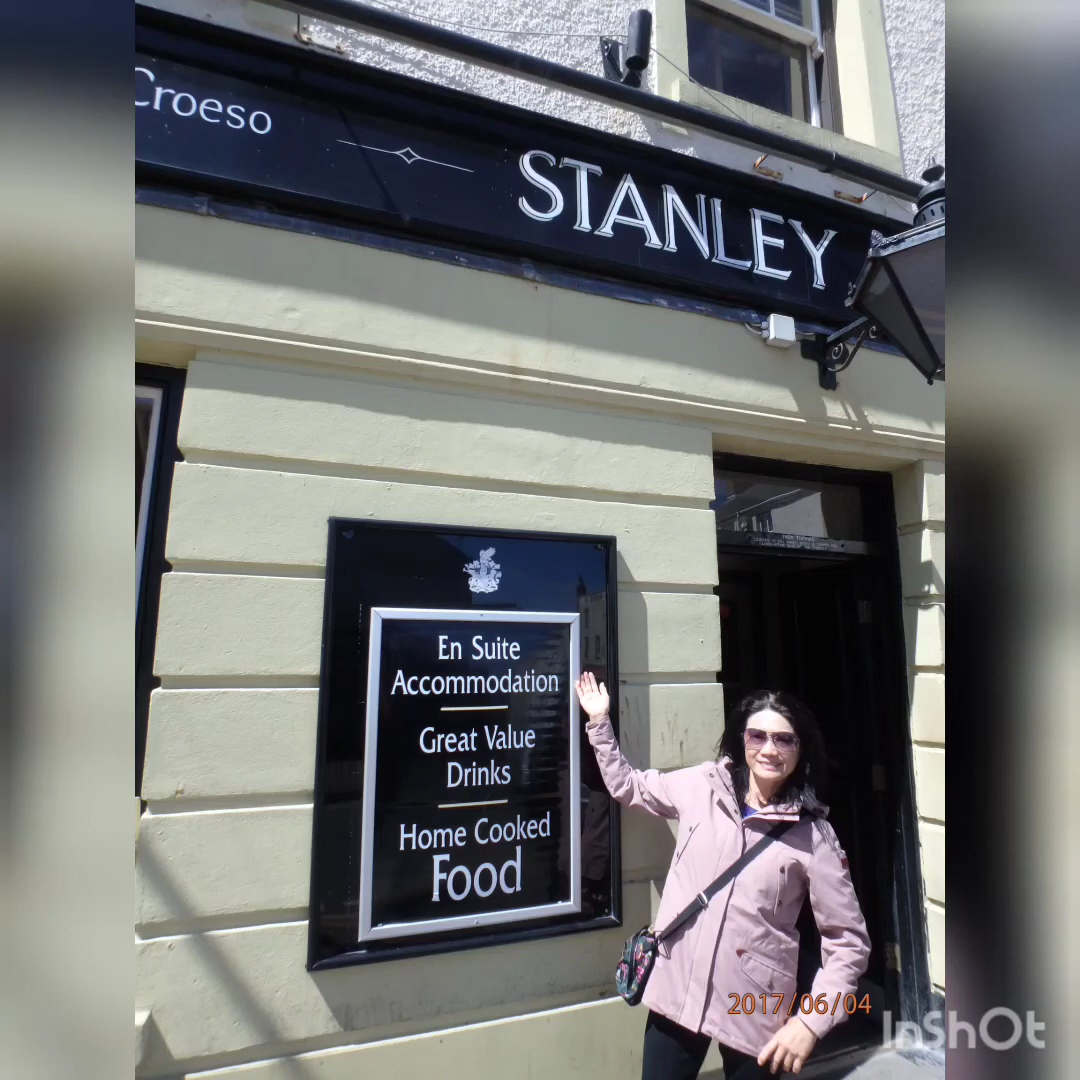 Croeso
STANLEY
En Suite
Accommodation
Great Value
Drinks
Home Cooked
Food
2017/06/04
InShOt